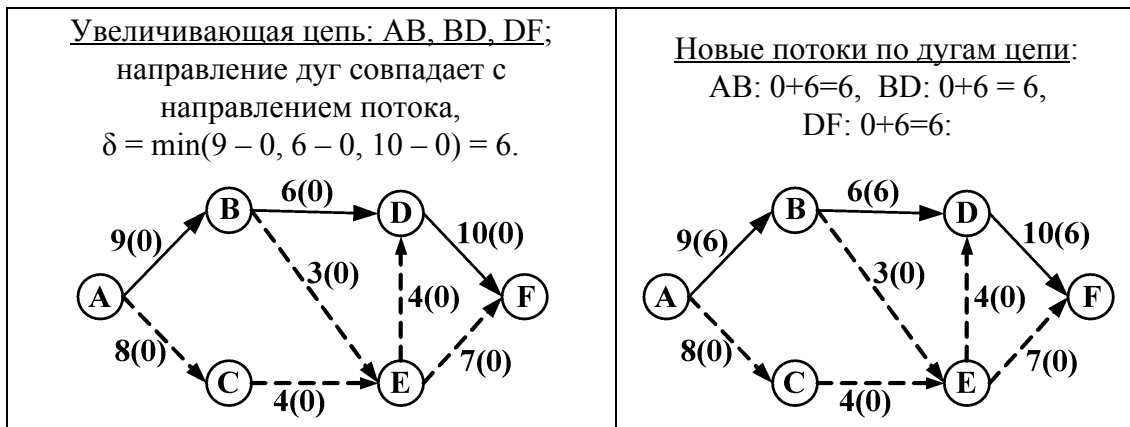 Увеличивающая цепь: AB, BD, DF;
направление дуг совпадает с
направлением потока,
δ = min(9 – 0, 6 – 0, 10 – 0) = 6.
6(0)
B
D
9(0)
10(0)
3(0)
A
4(0)
F
8(0)
7(0)
C
E
4(0)
Новые потоки по дугам цепи:
AB: 0+6=6, BD: 0+6 = 6,
DF: 0+6=6:
6(6)
B
D
9(6)
10(6)
3(0)
A
4(0)
F
8(0)
7(0)
C
E
4(0)